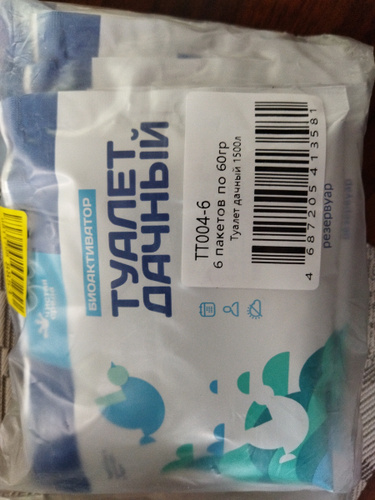 БИОАКТИВАТОР
ТУАЛЕТ
ДАЧНЫЙ
ТТ004-6
6 пакетов по 60гр
Туалет дачный 1500л
4 687205 413581
резервуар